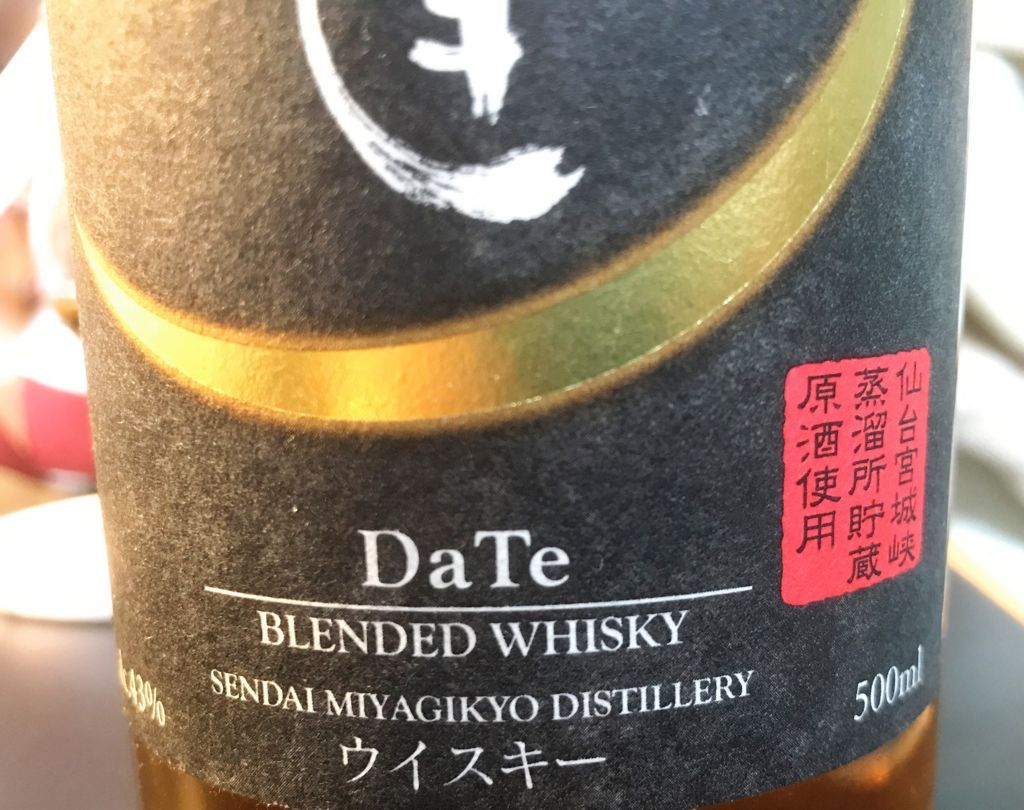 仙台宮城峡
蒸溜所貯蔵
原酒使用
DaTe
BLENDED WHISKY
SENDAI MIYAGIKYO DISTILLERY
43% 500ml
ウイスキー